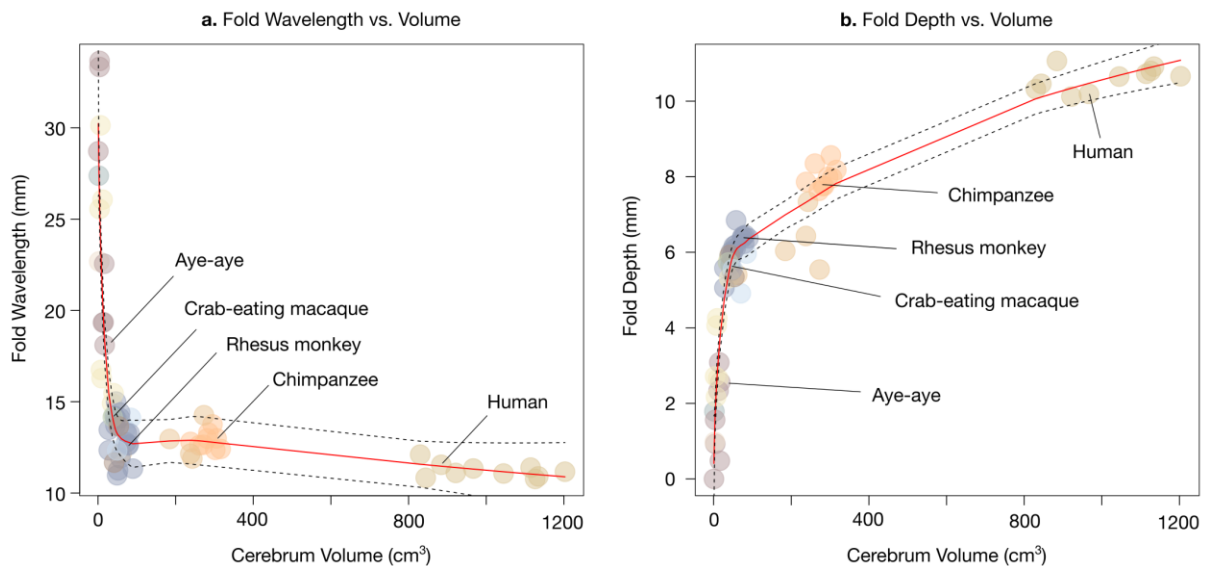 a. Fold Wavelength vs. Volume
Fold Wavelength (mm)
30
25
20
15
10
0
400
800
1200
Cerebrum Volume (cm³)
Aye-aye
Crab-eating macaque
Rhesus monkey
Chimpanzee
Human
b. Fold Depth vs. Volume
Fold Depth (mm)
10
8
6
4
2
0
0
400
800
1200
Cerebrum Volume (cm³)
Human
Chimpanzee
Rhesus monkey
Crab-eating macaque
Aye-aye